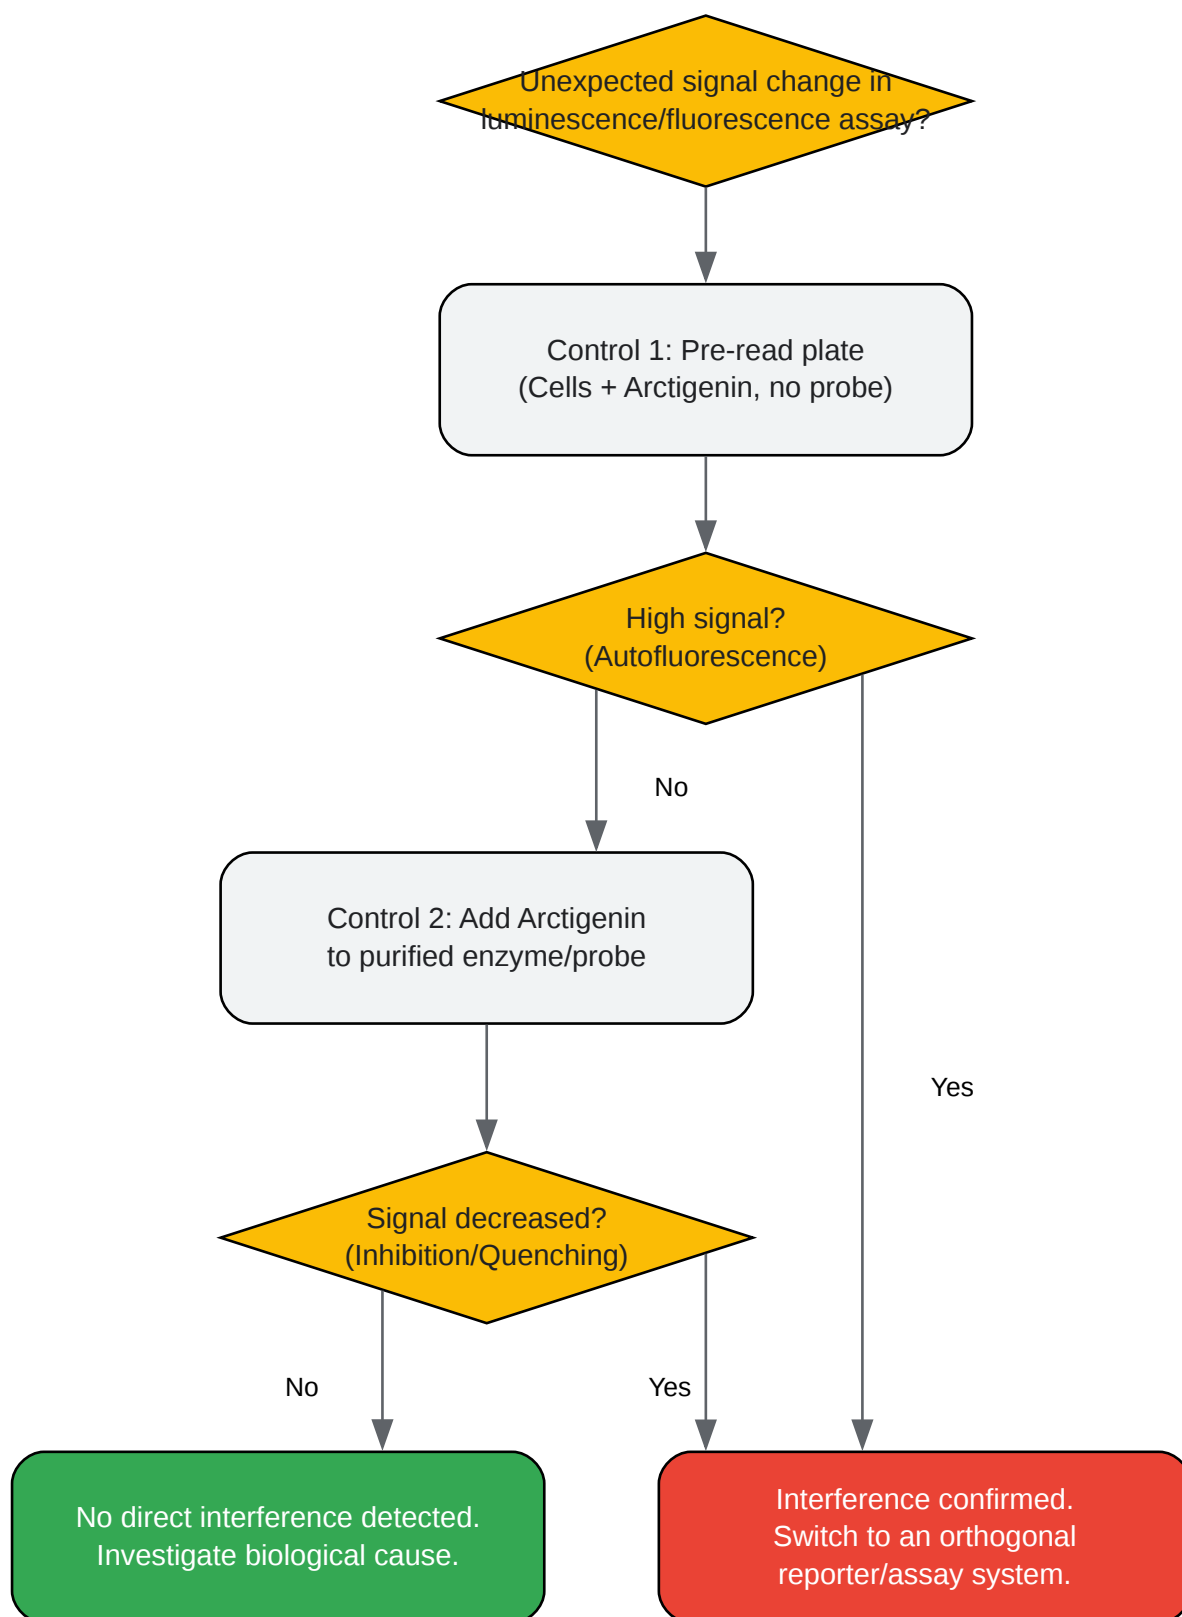 Unexpected signal change in
luminescence/fluorescence assay?
Control 1: Pre-read plate
(Cells + Arctigenin, no probe)
High signal?
(Autofluorescence)
No
Control 2: Add Arctigenin
to purified enzyme/probe
Yes
Signal decreased?
(Inhibition/Quenching)
No
Yes
No direct interference detected.
Investigate biological cause.
Interference confirmed.
Switch to an orthogonal
reporter/assay system.